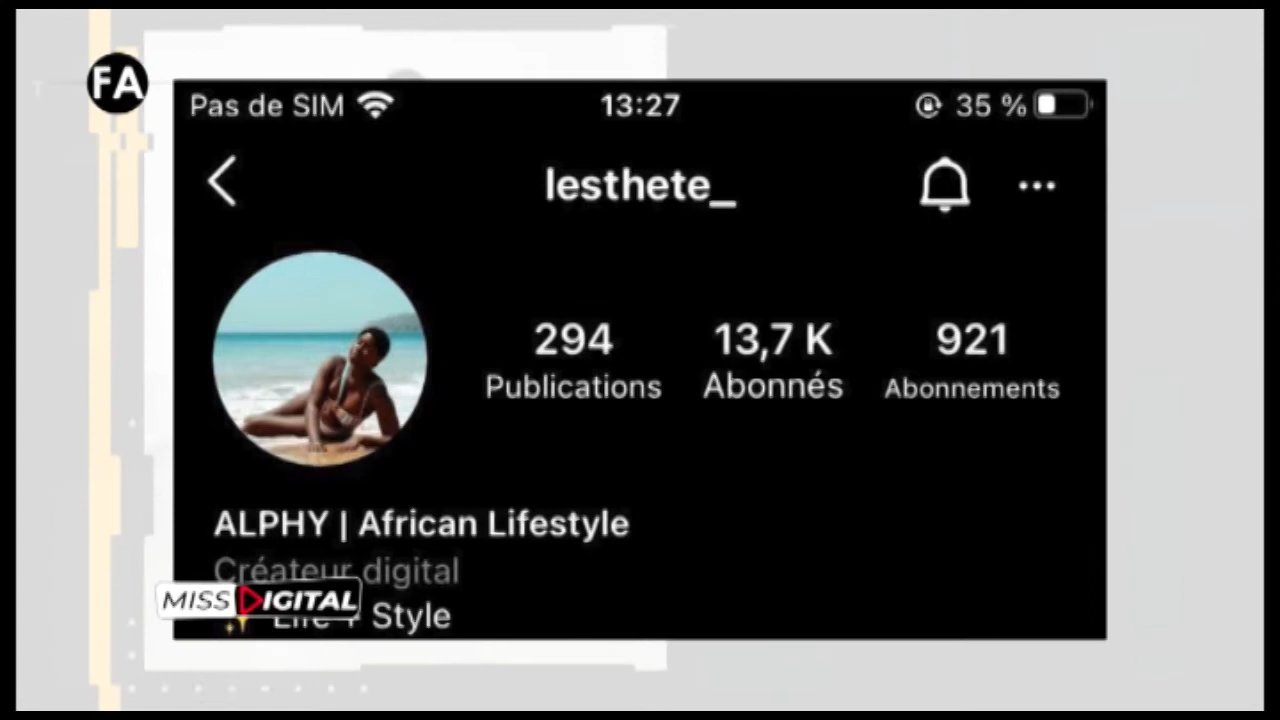 FA
Pas de SIM 13:27 35 %
lesthete_
294 13,7 K 921
Publications Abonnés Abonnements
ALPHY | African Lifestyle
Créateur digital
MISS DIGITAL
Life + Style